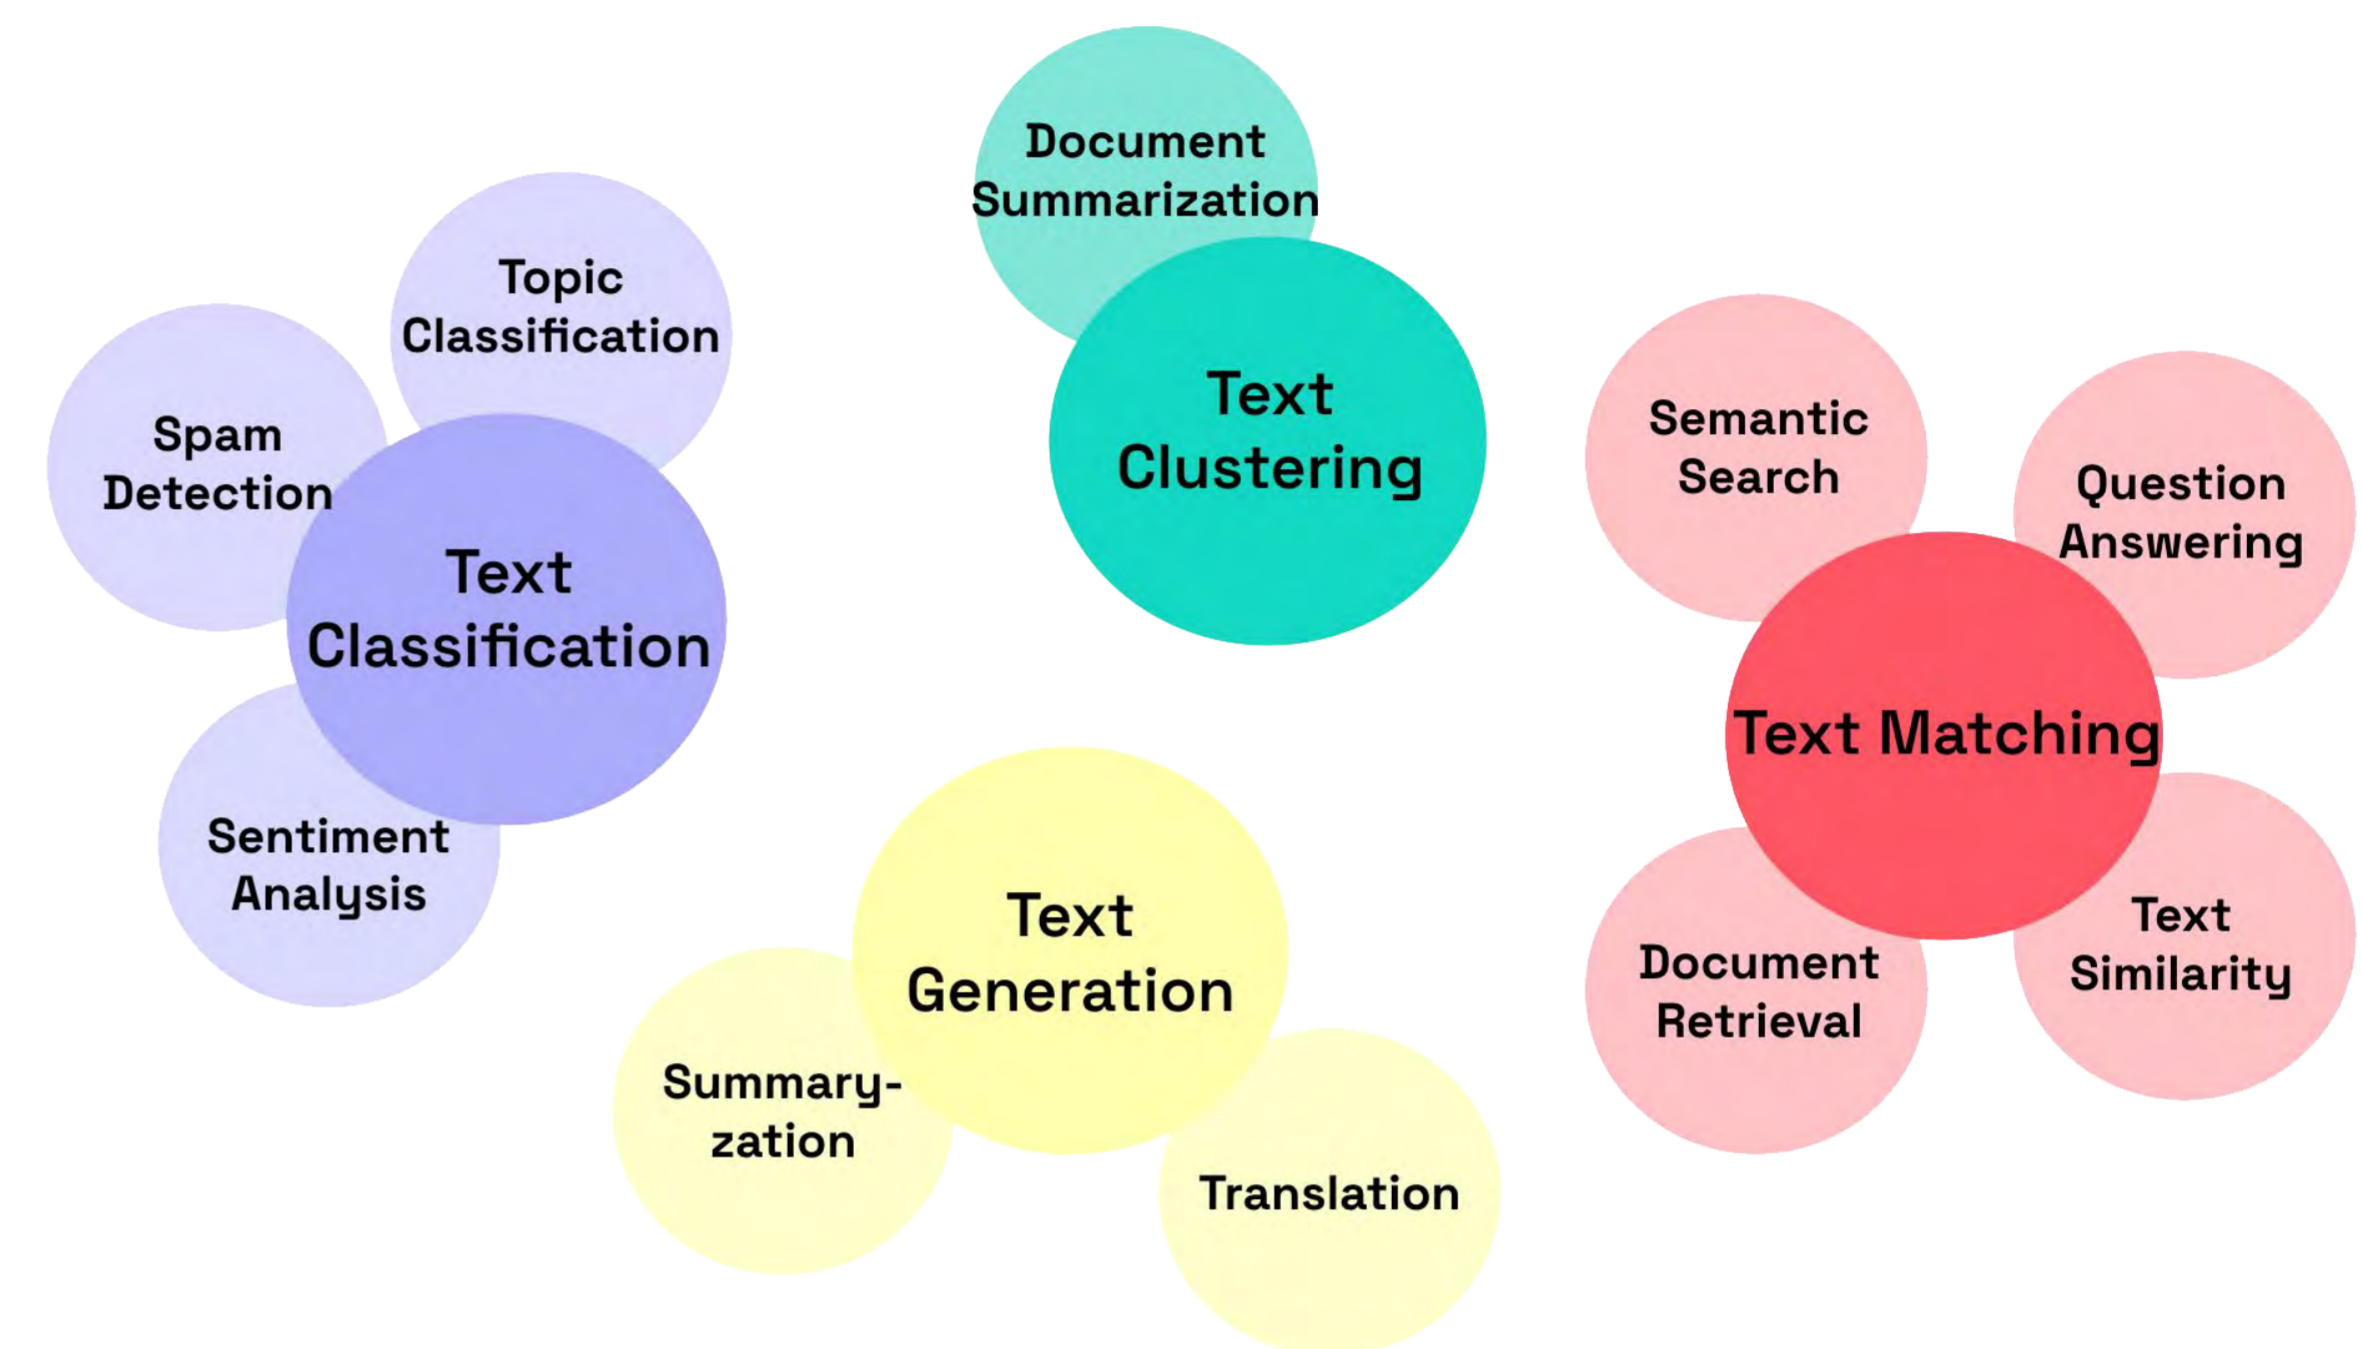 Document
Summarization
Topic
Classification
Spam
Detection
Text
Classification
Sentiment
Analysis
Text
Clustering
Semantic
Search
Question
Answering
Text Matching
Document
Retrieval
Text
Similarity
Text
Generation
Summary-
zation
Translation